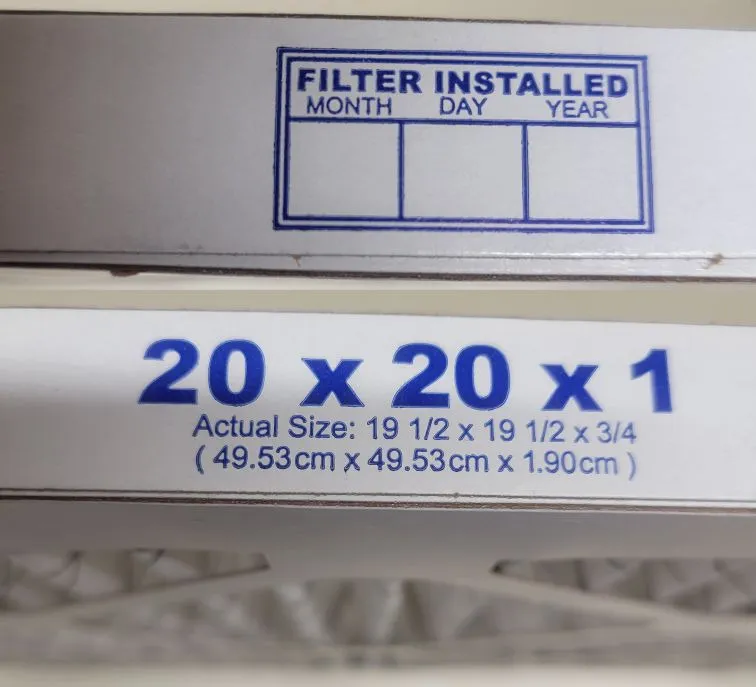 FILTER INSTALLED
MONTH DAY YEAR
20 x 20 x 1
Actual Size: 19 1/2 x 19 1/2 x 3/4
( 49.53cm x 49.53cm x 1.90cm )